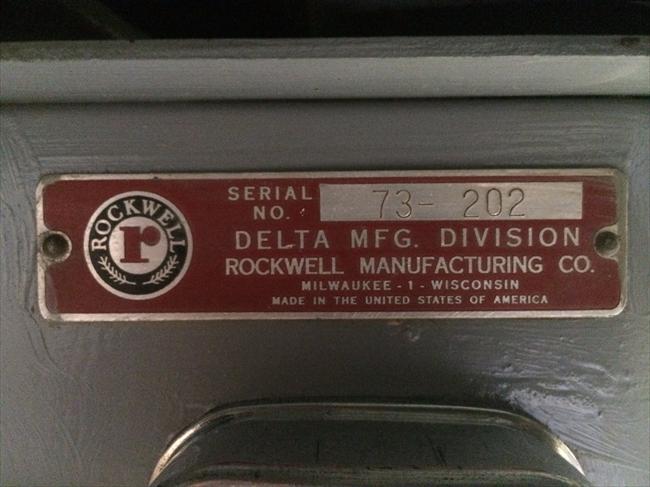 ROCKWELL
r
SERIAL NO. 73-202
DELTA MFG. DIVISION
ROCKWELL MANUFACTURING CO.
MILWAUKEE - 1 - WISCONSIN
MADE IN THE UNITED STATES OF AMERICA